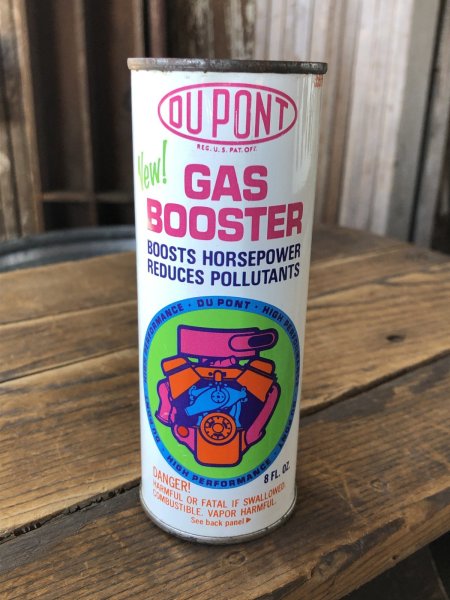 DU PONT
REG. U. S. PAT. OFF.
New!
GAS
BOOSTER
BOOSTS HORSEPOWER
REDUCES POLLUTANTS
PERFORMANCE · DU PONT · HIGH PERFORMANCE
HIGH PERFORMANCE
8 FL. OZ.
DANGER!
HARMFUL OR FATAL IF SWALLOWED.
COMBUSTIBLE. VAPOR HARMFUL.
See back panel ▶